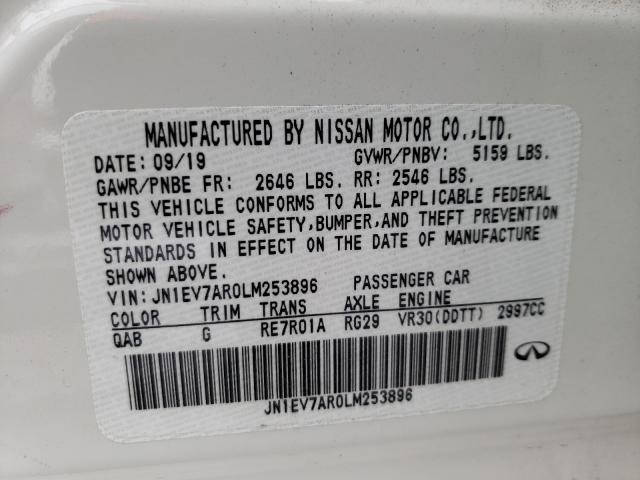 MANUFACTURED BY NISSAN MOTOR CO.,LTD.
DATE: 09/19 GVWR/PNBV: 5159 LBS.
GAWR/PNBE FR: 2646 LBS. RR: 2546 LBS.
THIS VEHICLE CONFORMS TO ALL APPLICABLE FEDERAL
MOTOR VEHICLE SAFETY,BUMPER,AND THEFT PREVENTION
STANDARDS IN EFFECT ON THE DATE OF MANUFACTURE
SHOWN ABOVE.
VIN: JN1EV7AR0LM253896 PASSENGER CAR
COLOR TRIM TRANS AXLE ENGINE
QAB G RE7R01A RG29 VR30(DDTT) 2997CC
JN1EV7AR0LM253896